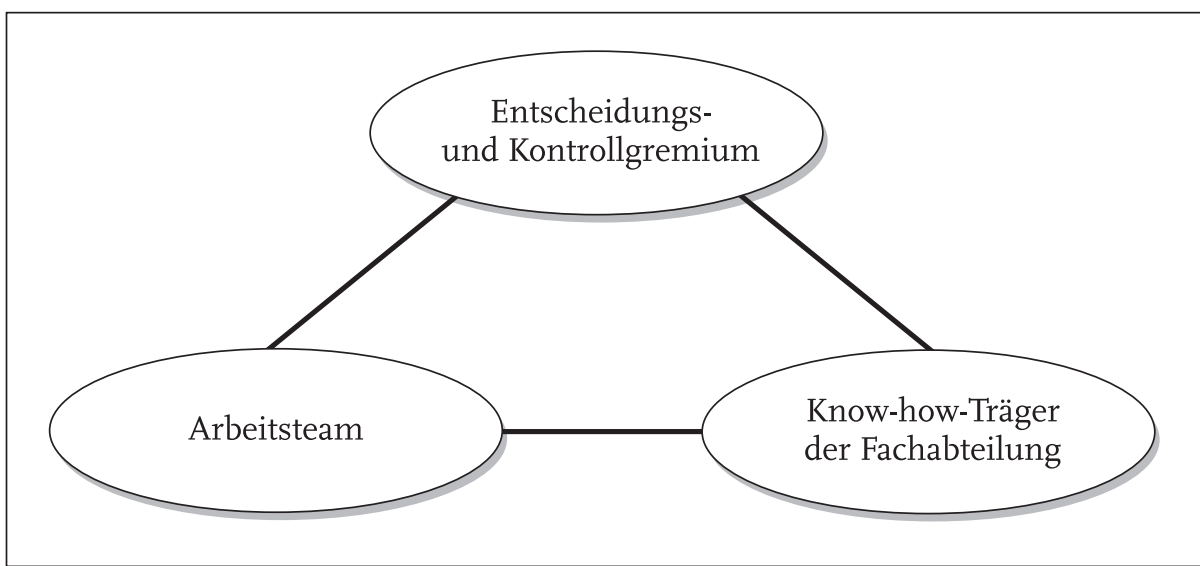 Entscheidungs-
und Kontrollgremium
Arbeitsteam
Know-how-Träger
der Fachabteilung